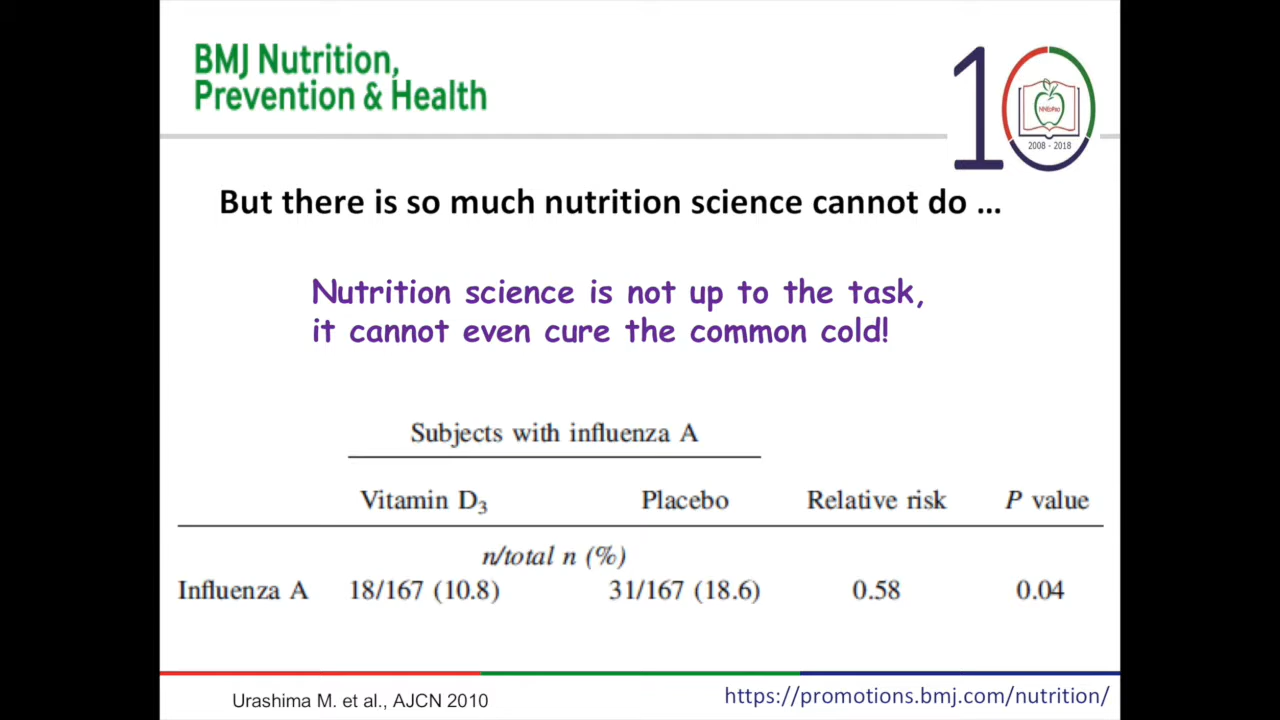 BMJ Nutrition,
Prevention & Health
10
NNEdPro
2008 - 2018
But there is so much nutrition science cannot do ...
Nutrition science is not up to the task,
it cannot even cure the common cold!
Subjects with influenza A
Vitamin D₃ Placebo Relative risk P value
n/total n (%)
Influenza A 18/167 (10.8) 31/167 (18.6) 0.58 0.04
Urashima M. et al., AJCN 2010
https://promotions.bmj.com/nutrition/